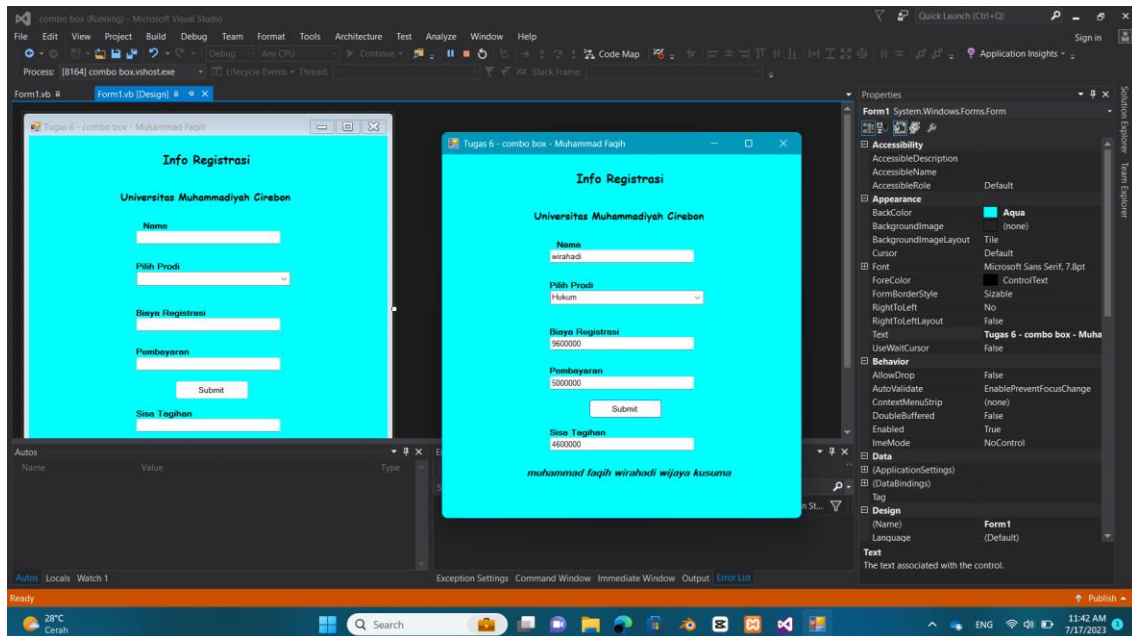 combo box (Running) - Microsoft Visual Studio
Quick Launch (Ctrl+Q)
File Edit View Project Build Debug Team Format Tools Architecture Test Analyze Window Help
Sign in
Debug Any CPU Continue Code Map Application Insights
Process: [8164] combo box.vshost.exe Lifecycle Events Thread: Stack Frame:
Form1.vb Form1.vb [Design]
Tugas 6 - combo box - Muhammad Faqih
Info Registrasi
Universitas Muhammadiyah Cirebon
Nama
Pilih Prodi
Biaya Registrasi
Pembayaran
Submit
Sisa Tagihan
Tugas 6 - combo box - Muhammad Faqih
Info Registrasi
Universitas Muhammadiyah Cirebon
Nama
wirahadi
Pilih Prodi
Hukum
Biaya Registrasi
9600000
Pembayaran
5000000
Submit
Sisa Tagihan
4600000
muhammad faqih wirahadi wijaya kusuma
Properties
Form1 System.Windows.Forms.Form
Accessibility
AccessibleDescription
AccessibleName
AccessibleRole Default
Appearance
BackColor Aqua
BackgroundImage (none)
BackgroundImageLayout Tile
Cursor Default
Font Microsoft Sans Serif, 7.8pt
ForeColor ControlText
FormBorderStyle Sizable
RightToLeft No
RightToLeftLayout False
Text Tugas 6 - combo box - Muha
UseWaitCursor False
Behavior
AllowDrop False
AutoValidate EnablePreventFocusChange
ContextMenuStrip (none)
DoubleBuffered False
Enabled True
ImeMode NoControl
Data
(ApplicationSettings)
(DataBindings)
Tag
Design
(Name) Form1
Language (Default)
Text
The text associated with the control.
Solution Explorer
Team Explorer
Autos
Name Value Type
Autos Locals Watch 1
Exception Settings Command Window Immediate Window Output Error List
Ready
Publish
28°C
Cerah
Search
ENG
11:42 AM
7/17/2023